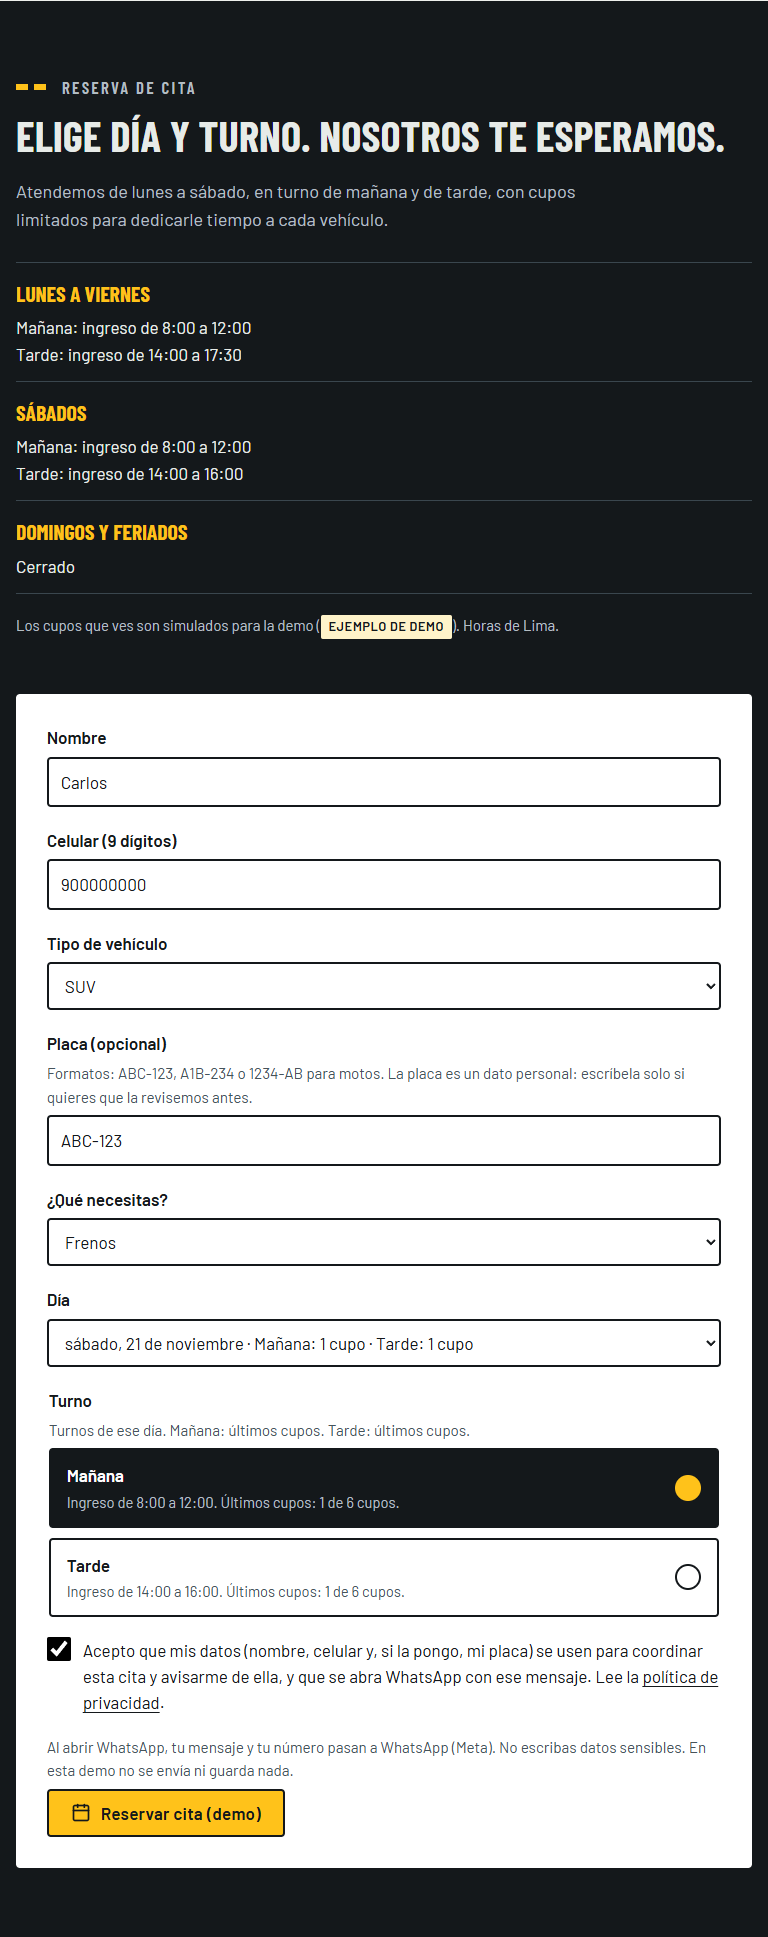 RESERVA DE CITA
ELIGE DÍA Y TURNO. NOSOTROS TE ESPERAMOS.
Atendemos de lunes a sábado, en turno de mañana y de tarde, con cupos
limitados para dedicarle tiempo a cada vehículo.
LUNES A VIERNES
Mañana: ingreso de 8:00 a 12:00
Tarde: ingreso de 14:00 a 17:30
SÁBADOS
Mañana: ingreso de 8:00 a 12:00
Tarde: ingreso de 14:00 a 16:00
DOMINGOS Y FERIADOS
Cerrado
Los cupos que ves son simulados para la demo (EJEMPLO DE DEMO). Horas de Lima.
Nombre
Carlos
Celular (9 dígitos)
900000000
Tipo de vehículo
SUV
Placa (opcional)
Formatos: ABC-123, A1B-234 o 1234-AB para motos. La placa es un dato personal: escríbela solo si
quieres que la revisemos antes.
ABC-123
¿Qué necesitas?
Frenos
Día
sábado, 21 de noviembre · Mañana: 1 cupo · Tarde: 1 cupo
Turno
Turnos de ese día. Mañana: últimos cupos. Tarde: últimos cupos.
Mañana
Ingreso de 8:00 a 12:00. Últimos cupos: 1 de 6 cupos.
Tarde
Ingreso de 14:00 a 16:00. Últimos cupos: 1 de 6 cupos.
Acepto que mis datos (nombre, celular y, si la pongo, mi placa) se usen para coordinar
esta cita y avisarme de ella, y que se abra WhatsApp con ese mensaje. Lee la política de
privacidad.
Al abrir WhatsApp, tu mensaje y tu número pasan a WhatsApp (Meta). No escribas datos sensibles. En
esta demo no se envía ni guarda nada.
Reservar cita (demo)